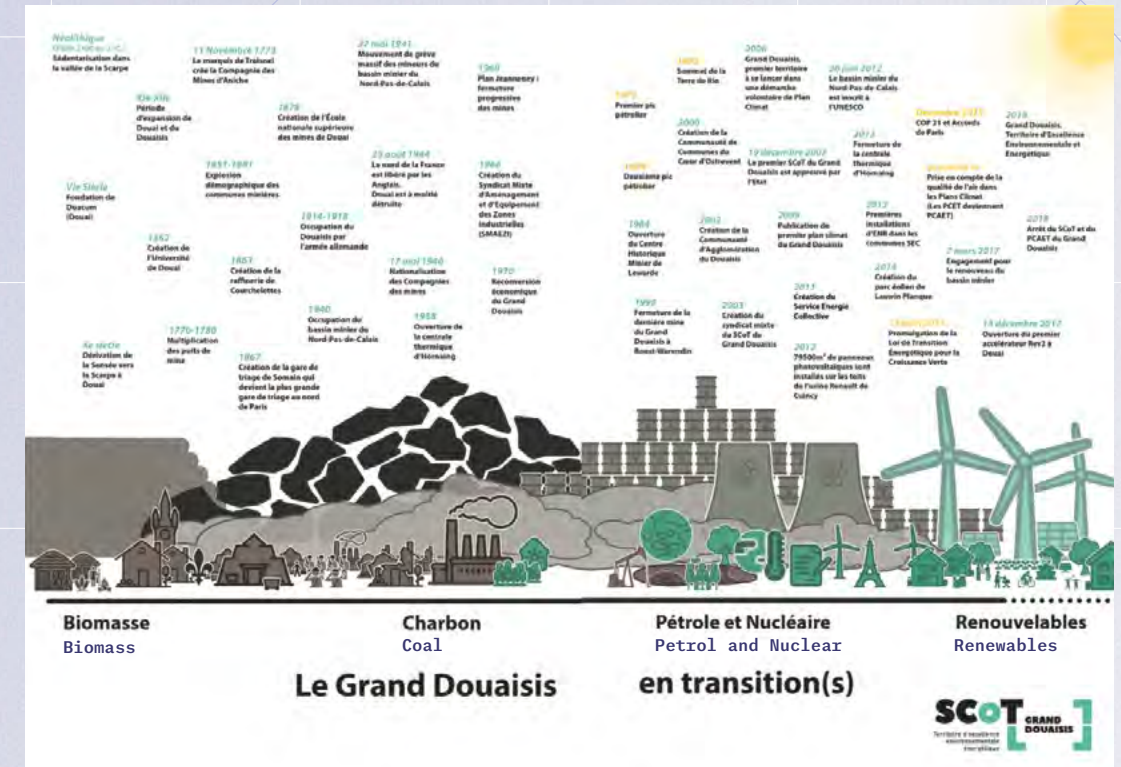 Néolithique
Sédentarisation dans
la vallée de la Scarpe
VIe Siècle
Fondation de
Duacum
(Douai)
Xe siècle
Dérivation de
la Sensée vers
la Scarpe à
Douai
Période
d'expansion de
Douai et du
Douaisis
1562
Création de
l'Université
de Douai
11 Novembre 1773
Le marquis de Traisnel
crée la Compagnie des
Mines d'Aniche
1770-1780
Multiplication
des puits de
mine
1851-1881
Explosion
démographique des
communes minières
Création de la
raffinerie de
Courchelettes
1867
Création de la gare de
triage de Somain qui
devient la plus grande
gare de triage au nord
de Paris
1878
Création de l'École
nationale supérieure
des mines de Douai
1914-1918
Occupation du
Douaisis par
l'armée allemande
1940
Occupation du
bassin minier du
Nord-Pas-de-Calais
27 mai 1941
Mouvement de grève
massif des mineurs du
bassin minier du
Nord-Pas-de-Calais
Le nord de la France
est libéré par les
Anglais.
Douai est à moitié
détruite
17 mai 1946
Nationalisation
des Compagnies
des mines
1958
Ouverture de
la centrale
thermique
d'Hornaing
1960
Plan Jeanneney :
fermeture
progressive
des mines
Création du
Syndicat Mixte
d'Aménagement
et d'Equipement
des Zones
Industrielles
(SMAEZI)
1970
Reconversion
économique
du Grand
Douaisis
Premier pic
pétrolier
Deuxième pic
pétrolier
1984
Ouverture
du Centre
Historique
Minier de
Lewarde
Fermeture de la
dernière mine
du Grand
Douaisis à
Roost-Warendin
Sommet de la
Terre de Rio
2000
Création de la
Communauté de
Communes du
Cœur d'Ostrevent
2002
Création de la
Communauté
d'Agglomération
du Douaisis
2003
Création du
syndicat mixte
du SCoT du
Grand Douaisis
2006
Grand Douaisis,
premier territoire
à se lancer dans
une démarche
volontaire de Plan
Climat
19 décembre 2007
Le premier SCoT du Grand
Douaisis est approuvé par
l'État
2009
Publication du
premier plan climat
du Grand Douaisis
2011
Création du
Service Energie
Collective
2012
79500m² de panneaux
photovoltaïques sont
installés sur les toits
de l'usine Renault de
Cuincy
30 juin 2012
Le bassin minier du
Nord Pas-de-Calais
est inscrit à
l'UNESCO
2013
Fermeture de
la centrale
thermique
d'Hornaing
Premières
installations
d'ENR dans les
communes SEC
2014
Création du
parc éolien de
Lauwin Planque
Promulgation de la
Loi de Transition
Énergétique pour la
Croissance Verte
COP 21 et Accords
de Paris
Prise en compte de la
qualité de l'air dans
les Plans Climat
(Les PCET deviennent
PCAET)
7 mars 2017
Engagement pour
le renouveau du
bassin minier
14 décembre 2017
Ouverture du premier
accélérateur Rev3 à
Douai
2018
Grand Douaisis,
Territoire d'Excellence
Environnementale et
Energétique
2019
Arrêt du SCoT et du
PCAET du Grand
Douaisis
Biomasse
Biomass
Charbon
Coal
Pétrole et Nucléaire
Petrol and Nuclear
Renouvelables
Renewables
Le Grand Douaisis en transition(s)
SCoT GRAND
DOUAISIS
Territoire d'excellence
environnementale
énergétique